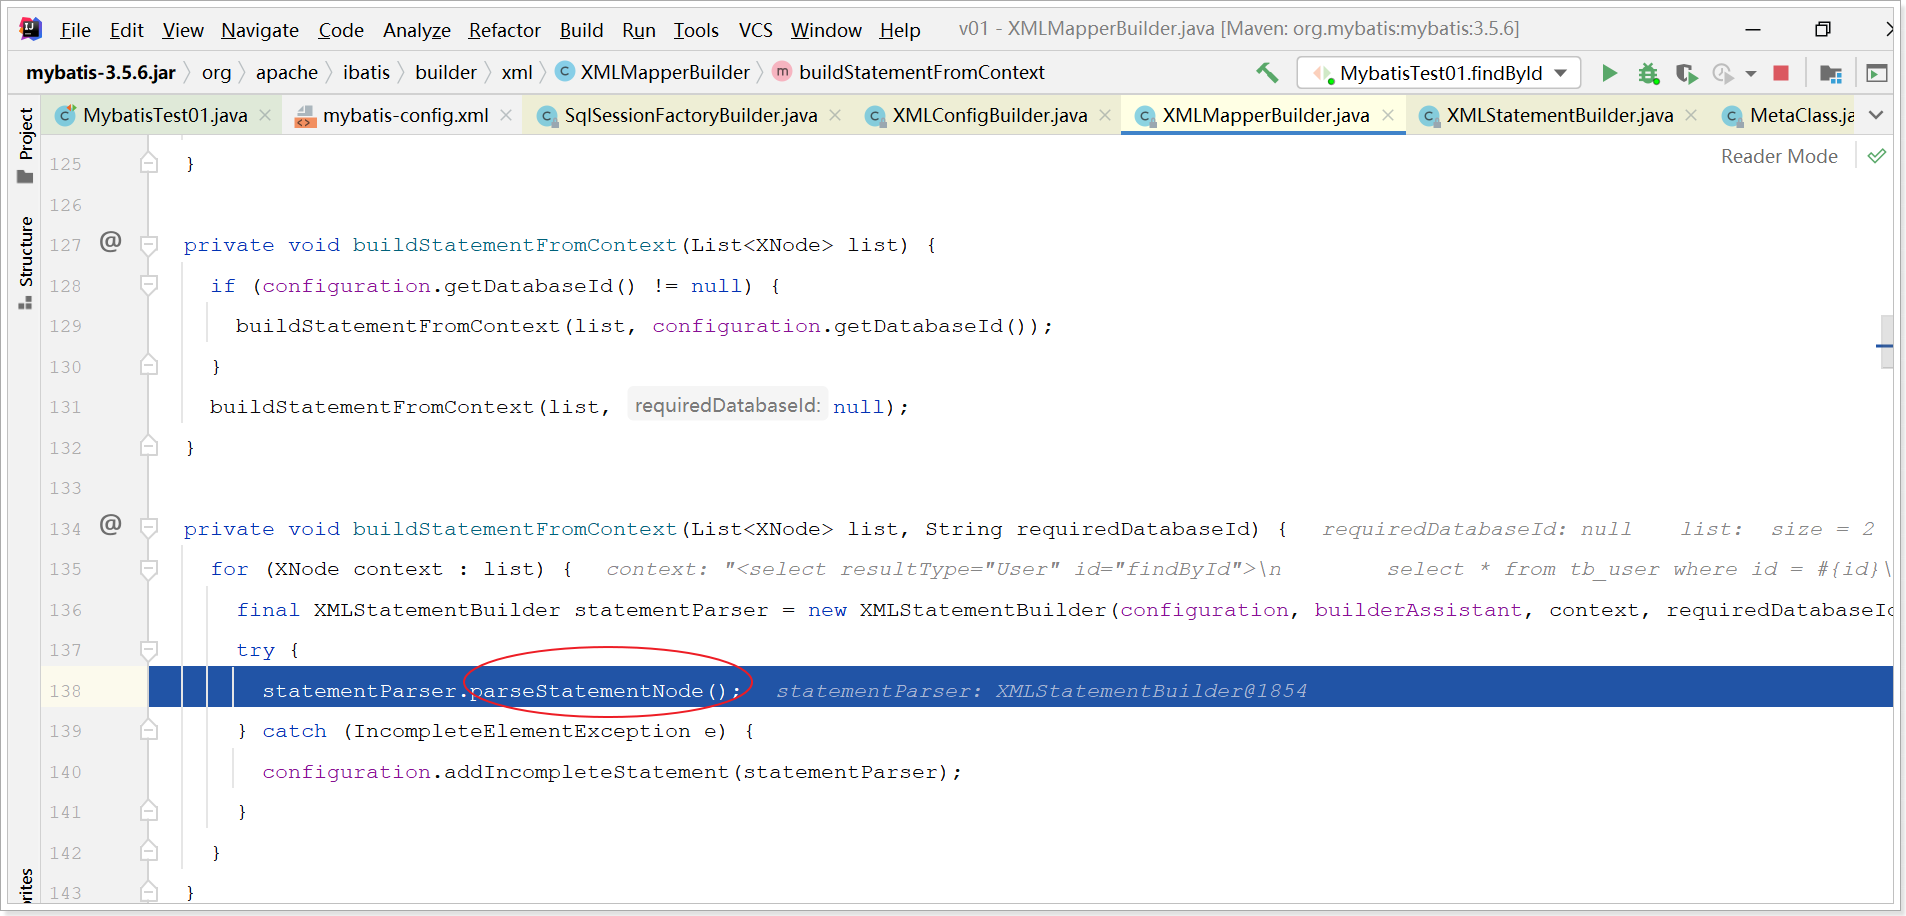 File Edit View Navigate Code Analyze Refactor Build Run Tools VCS Window Help v01 - XMLMapperBuilder.java [Maven: org.mybatis:mybatis:3.5.6]
mybatis-3.5.6.jar org apache ibatis builder xml XMLMapperBuilder buildStatementFromContext MybatisTest01.findById
MybatisTest01.java mybatis-config.xml SqlSessionFactoryBuilder.java XMLConfigBuilder.java XMLMapperBuilder.java XMLStatementBuilder.java MetaClass.ja
Project
Structure
Reader Mode
125 }
126
127 @ private void buildStatementFromContext(List<XNode> list) {
128 if (configuration.getDatabaseId() != null) {
129 buildStatementFromContext(list, configuration.getDatabaseId());
130 }
131 buildStatementFromContext(list, requiredDatabaseId: null);
132 }
133
134 @ private void buildStatementFromContext(List<XNode> list, String requiredDatabaseId) { requiredDatabaseId: null list: size = 2
135 for (XNode context : list) { context: "<select resultType="User" id="findById">\n select * from tb_user where id = #{id}\
136 final XMLStatementBuilder statementParser = new XMLStatementBuilder(configuration, builderAssistant, context, requiredDatabaseId
137 try {
138 statementParser.parseStatementNode(); statementParser: XMLStatementBuilder@1854
139 } catch (IncompleteElementException e) {
140 configuration.addIncompleteStatement(statementParser);
141 }
142 }
143 }